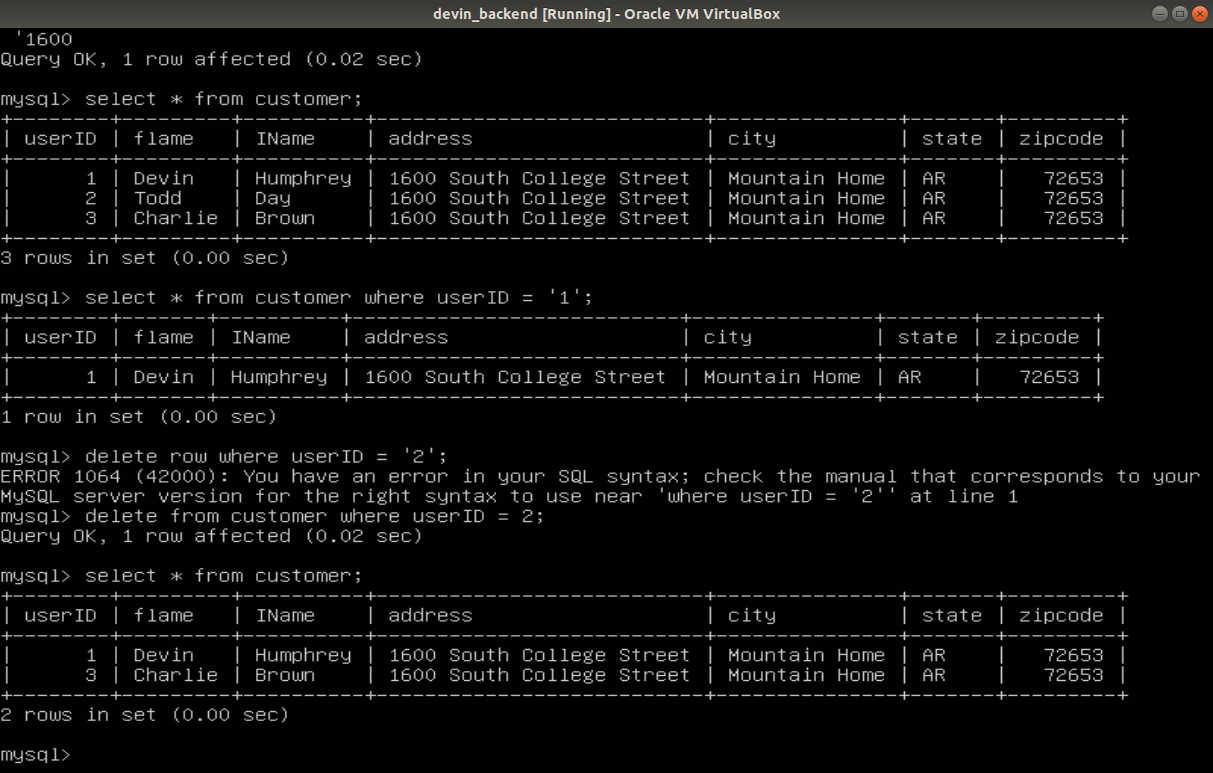 devin_backend [Running] - Oracle VM VirtualBox
'1600
Query OK, 1 row affected (0.02 sec)
mysql> select * from customer;
+--------+---------+----------+----------------------------+----------------+-------+---------+
| userID | flame   | IName    | address                    | city           | state | zipcode |
+--------+---------+----------+----------------------------+----------------+-------+---------+
|      1 | Devin   | Humphrey | 1600 South College Street | Mountain Home | AR    |   72653 |
|      2 | Todd    | Day      | 1600 South College Street | Mountain Home | AR    |   72653 |
|      3 | Charlie | Brown    | 1600 South College Street | Mountain Home | AR    |   72653 |
+--------+---------+----------+----------------------------+----------------+-------+---------+
3 rows in set (0.00 sec)
mysql> select * from customer where userID = '1';
+--------+-------+----------+----------------------------+----------------+-------+---------+
| userID | flame | IName    | address                    | city           | state | zipcode |
+--------+-------+----------+----------------------------+----------------+-------+---------+
|      1 | Devin | Humphrey | 1600 South College Street | Mountain Home | AR    |   72653 |
+--------+-------+----------+----------------------------+----------------+-------+---------+
1 row in set (0.00 sec)
mysql> delete row where userID = '2';
ERROR 1064 (42000): You have an error in your SQL syntax; check the manual that corresponds to your
MySQL server version for the right syntax to use near 'where userID = '2'' at line 1
mysql> delete from customer where userID = 2;
Query OK, 1 row affected (0.02 sec)
mysql> select * from customer;
+--------+---------+----------+----------------------------+----------------+-------+---------+
| userID | flame   | IName    | address                    | city           | state | zipcode |
+--------+---------+----------+----------------------------+----------------+-------+---------+
|      1 | Devin   | Humphrey | 1600 South College Street | Mountain Home | AR    |   72653 |
|      3 | Charlie | Brown    | 1600 South College Street | Mountain Home | AR    |   72653 |
+--------+---------+----------+----------------------------+----------------+-------+---------+
2 rows in set (0.00 sec)
mysql>